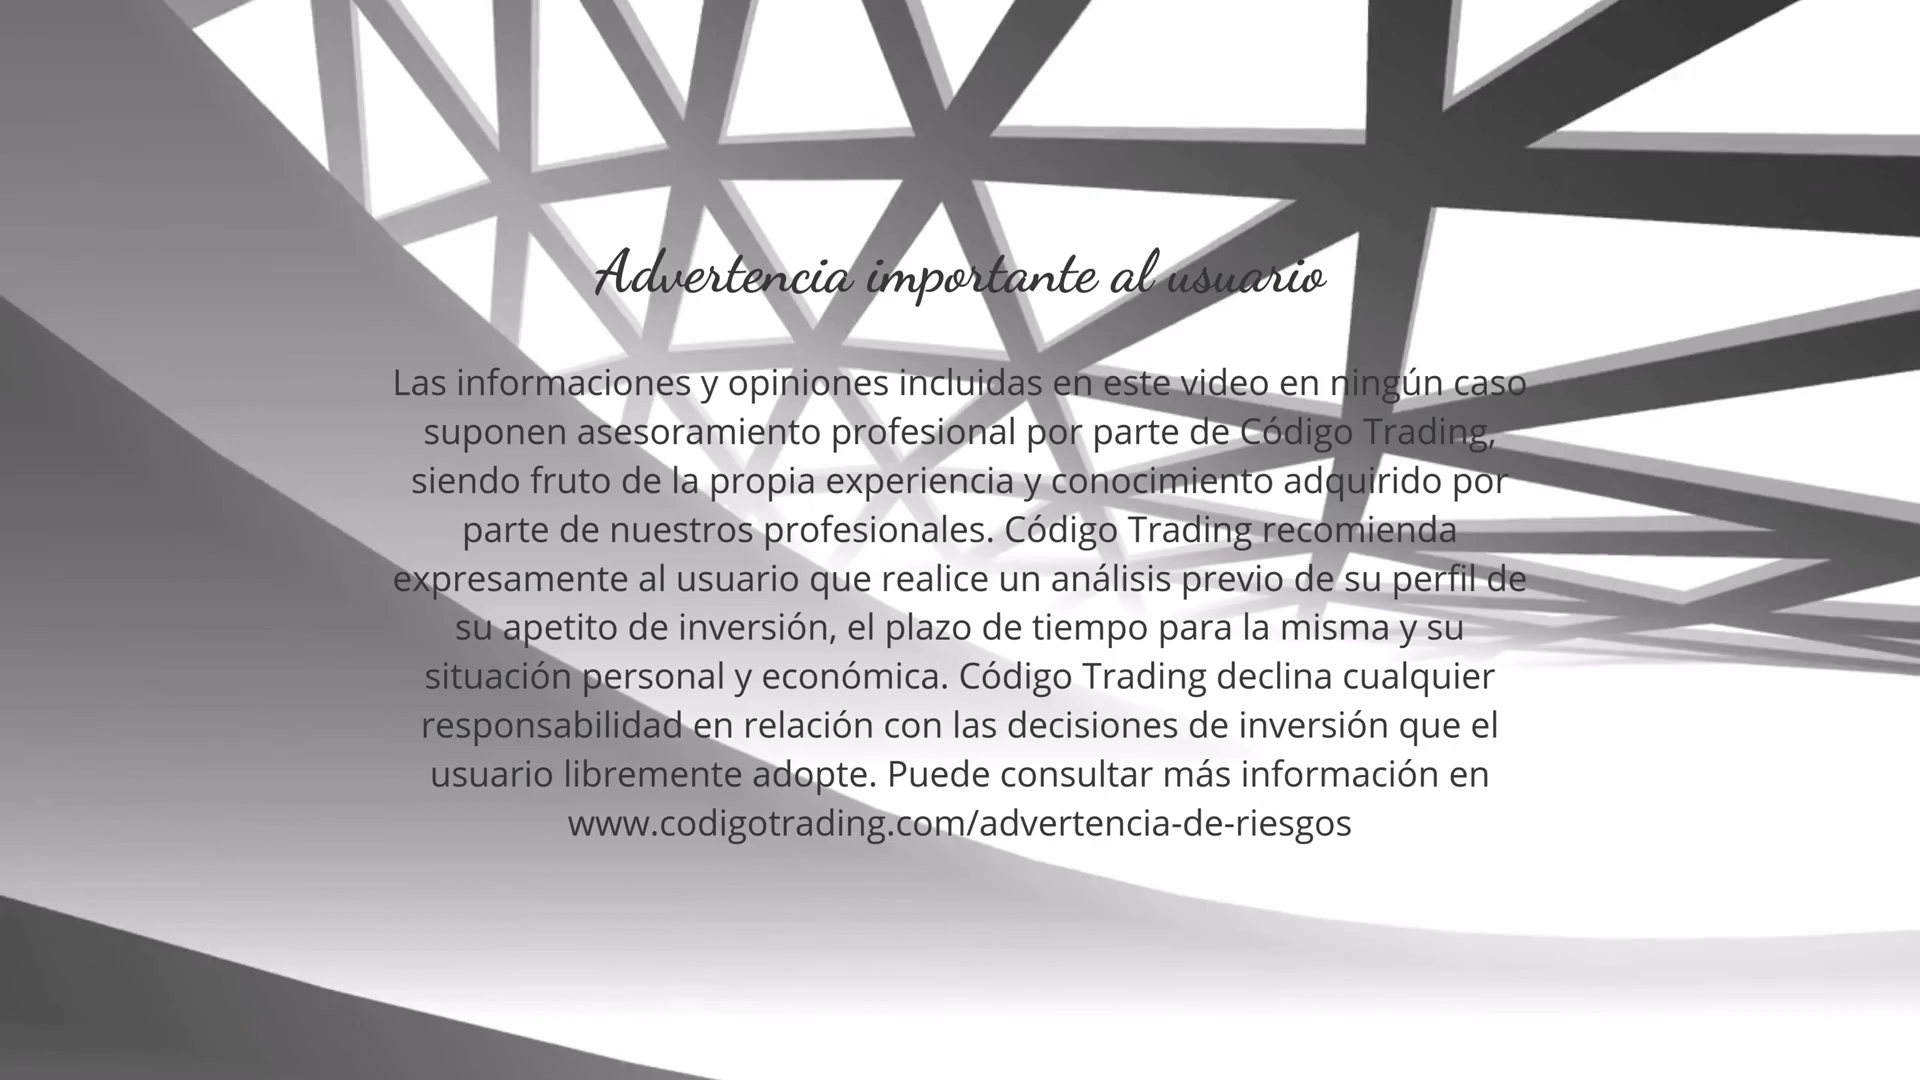 Advertencia importante al usuario
Las informaciones y opiniones incluidas en este video en ningún caso
suponen asesoramiento profesional por parte de Código Trading,
siendo fruto de la propia experiencia y conocimiento adquirido por
parte de nuestros profesionales. Código Trading recomienda
expresamente al usuario que realice un análisis previo de su perfil de
su apetito de inversión, el plazo de tiempo para la misma y su
situación personal y económica. Código Trading declina cualquier
responsabilidad en relación con las decisiones de inversión que el
usuario libremente adopte. Puede consultar más información en
www.codigotrading.com/advertencia-de-riesgos